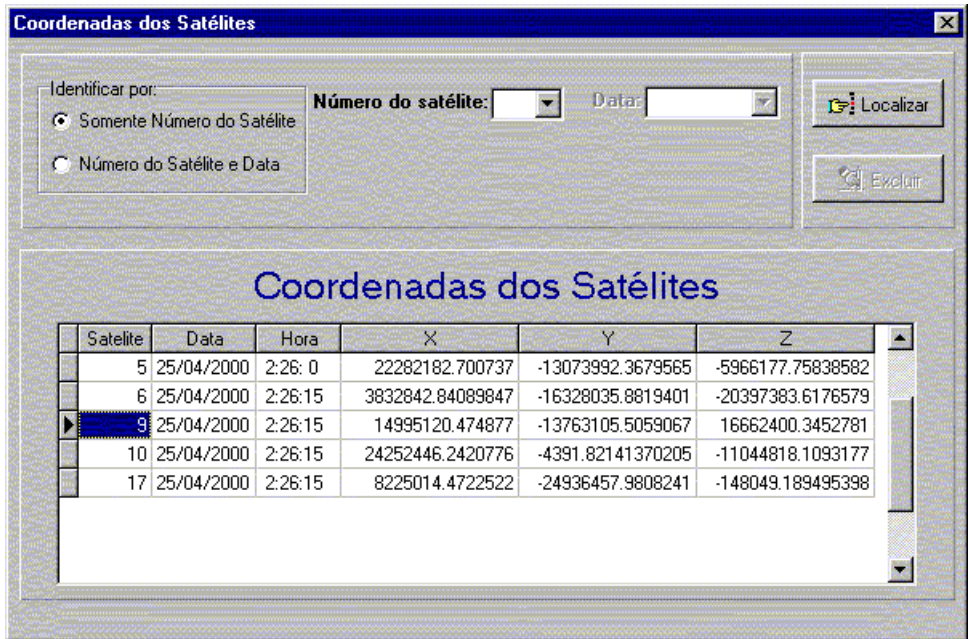 Coordenadas dos Satélites
Identificar por:
Somente Número do Satélite
Número do Satélite e Data
Número do satélite:
Data:
Localizar
Excluir
Coordenadas dos Satélites
Satelite Data Hora X Y Z
5 25/04/2000 2:26: 0 22282182.700737 -13073992.3679565 -5966177.75838582
6 25/04/2000 2:26:15 3832842.84089847 -16328035.8819401 -20397383.6176579
9 25/04/2000 2:26:15 14995120.474877 -13763105.5059067 16662400.3452781
10 25/04/2000 2:26:15 24252446.2420776 -4391.82141370205 -11044818.1093177
17 25/04/2000 2:26:15 8225014.4722522 -24936457.9808241 -148049.189495398